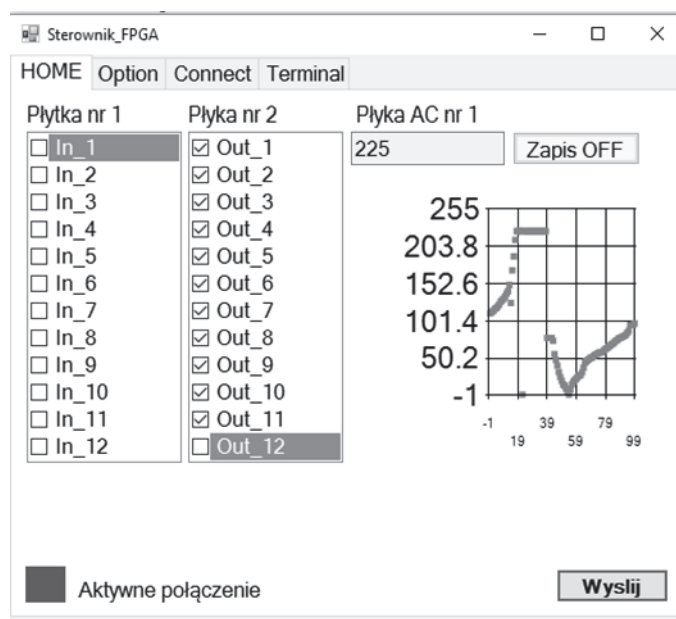 Sterownik_FPGA
HOME Option Connect Terminal
Płytka nr 1
In_1
In_2
In_3
In_4
In_5
In_6
In_7
In_8
In_9
In_10
In_11
In_12
Płyka nr 2
Out_1
Out_2
Out_3
Out_4
Out_5
Out_6
Out_7
Out_8
Out_9
Out_10
Out_11
Out_12
Płyka AC nr 1
225 Zapis OFF
255
203.8
152.6
101.4
50.2
-1
-1 39 79
19 59 99
Aktywne połączenie
Wyslij